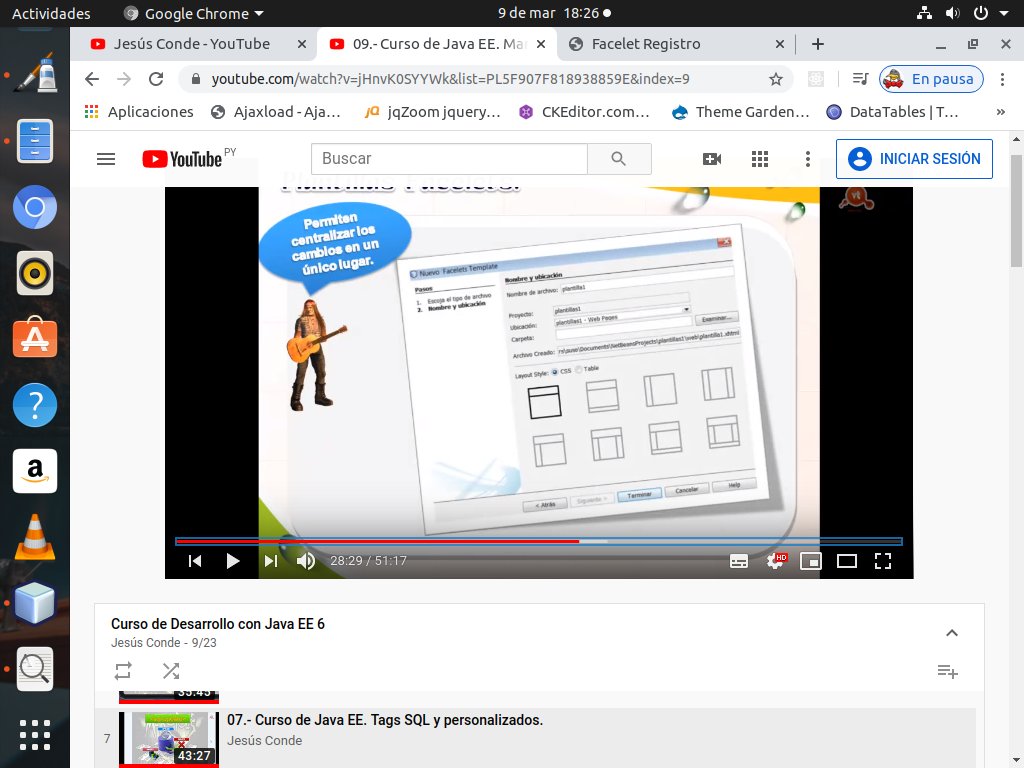 Actividades
Google Chrome
9 de mar 18:26
Jesús Conde - YouTube
09.- Curso de Java EE. Ma
Facelet Registro
youtube.com/watch?v=jHnvK0SYYWk&list=PL5F907F818938859E&index=9
En pausa
Aplicaciones
Ajaxload - Aja…
jqZoom jquery…
CKEditor.com…
Theme Garden…
DataTables | T…
»
YouTube PY
Buscar
INICIAR SESIÓN
Plantillas Facelets.
Permiten
centralizar los
cambios en un
único lugar.
Nuevo Facelets Template
Pasos
1. Escoja el tipo de archivo
2. Nombre y ubicación
Nombre y ubicación
Nombre de archivo: plantilla1
Proyecto: plantillas1
Ubicación: plantillas1 - Web Pages
Carpeta:
Examinar...
Archivo Creado: rs\suso\Documents\NetBeansProjects\plantillas1\web\plantilla1.xhtml
Layout Style: CSS Table
< Atrás
Siguiente >
Terminar
Cancelar
Help
28:29 / 51:17
HD
Curso de Desarrollo con Java EE 6
Jesús Conde - 9/23
35:45
7
07.- Curso de Java EE. Tags SQL y personalizados.
Jesús Conde
43:27